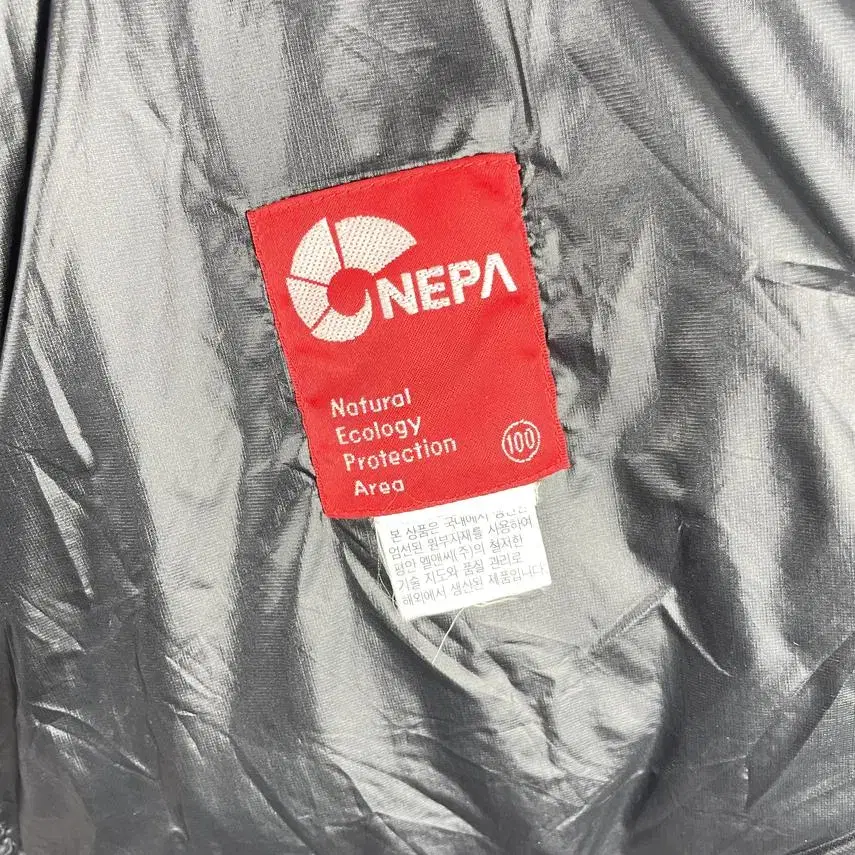 NEPA
Natural
Ecology
Protection
Area
100
본 상품은 국내에서
엄선된 원부자재를 사용하여
평안 엘앤씨(주)의 철저한
기술 지도와 품질 관리로
해외에서 생산된 제품입니다